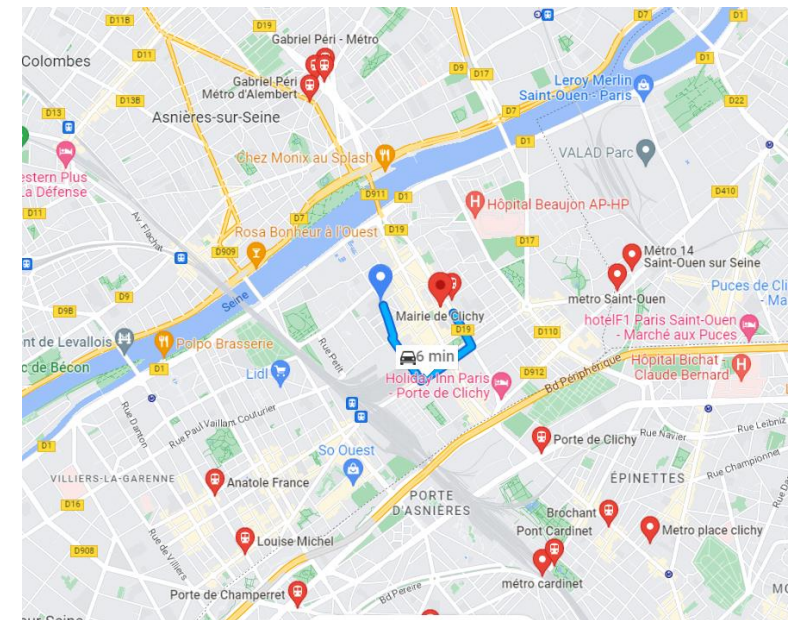 D11B
D19
D1
D7
D1
Gabriel Péri - Métro
Colombes
D11
D9
D17
Gabriel Péri
Métro d'Alembert
Leroy Merlin
Saint-Ouen - Paris
D13B
D13
D22
D7
Asnières-sur-Seine
D1
VALAD Parc
Chez Monix au Splash
estern Plus
La Défense
D911
D1
D410
Hôpital Beaujon AP-HP
D11
D7
D19
Av. Flachat
Rosa Bonheur à l'Ouest
D17
D909
Métro 14
Saint-Ouen sur Seine
metro Saint-Ouen
Puces de Cli
- Ma
Seine
D9
D9B
Mairie de Clichy
hotelF1 Paris Saint-Ouen
- Marché aux Puces
D19
D110
nt de Levallois
Polpo Brasserie
Rue Petit
6 min
c de Bécon
D1
D912
Bd Périphérique
Hôpital Bichat -
Claude Bernard
Lidl
Holiday Inn Paris
- Porte de Clichy
Rue Danton
Rue Paul Vaillant Couturier
Rue Leibniz
D1
Porte de Clichy
Rue Navier
So Ouest
Rue Championnet
VILLIERS-LA-GARENNE
Anatole France
ÉPINETTES
D16
PORTE
D'ASNIÈRES
Brochant
Pont Cardinet
Metro place clichy
Rue de Villiers
Louise Michel
D908
métro cardinet
Porte de Champerret
Bd Pereire